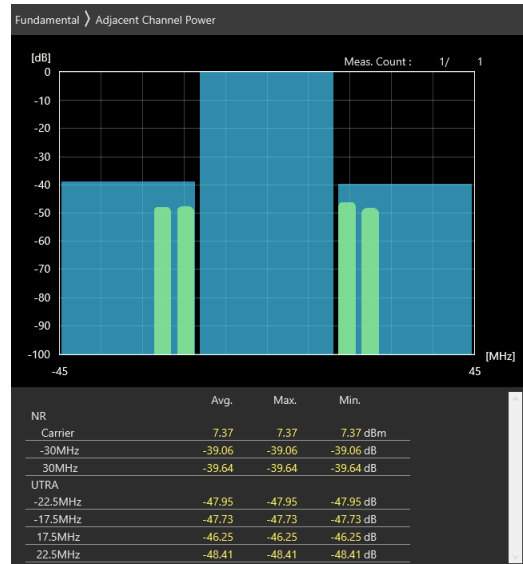 Fundamental 〉 Adjacent Channel Power
[dB]
Meas. Count : 1/ 1
0
-10
-20
-30
-40
-50
-60
-70
-80
-90
-100
[MHz]
-45 45
Avg. Max. Min.
NR
Carrier 7.37 7.37 7.37 dBm
-30MHz -39.06 -39.06 -39.06 dB
30MHz -39.64 -39.64 -39.64 dB
UTRA
-22.5MHz -47.95 -47.95 -47.95 dB
-17.5MHz -47.73 -47.73 -47.73 dB
17.5MHz -46.25 -46.25 -46.25 dB
22.5MHz -48.41 -48.41 -48.41 dB